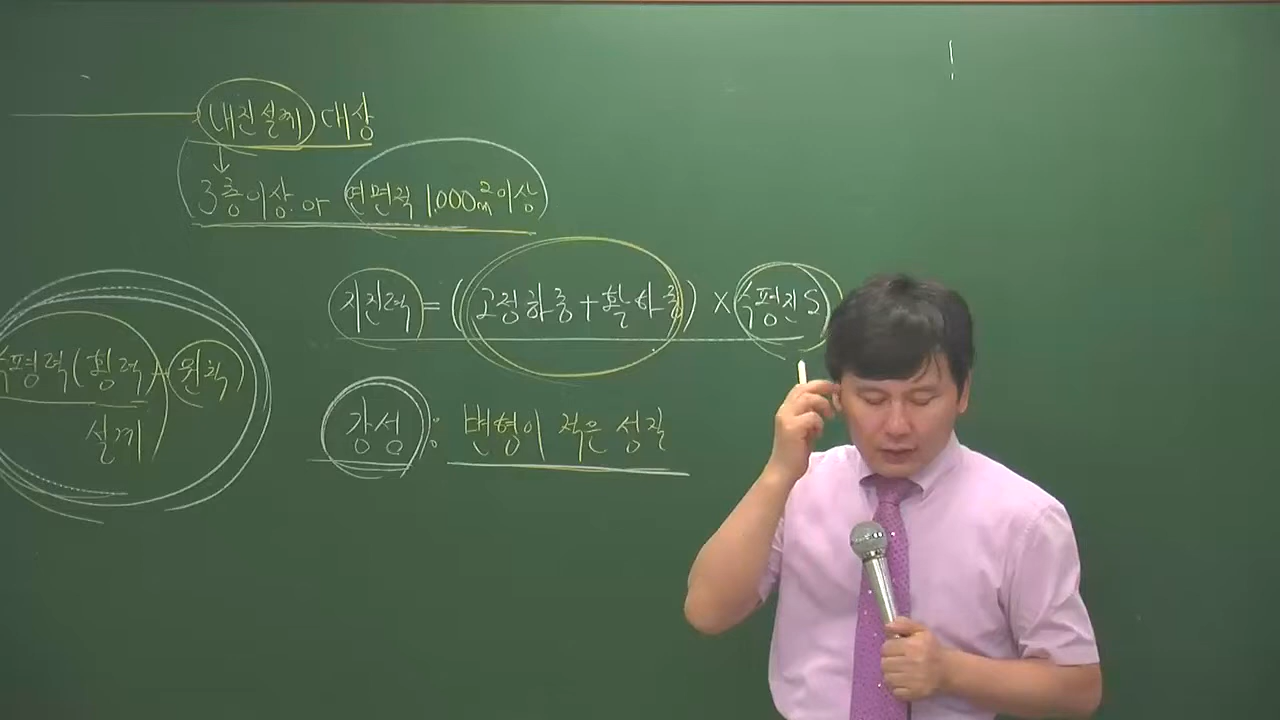 내진설계 대상
↓
3층이상. or 연면적 1,000㎡이상
지진력 = (고정하중 + 활하중) × 수평진S
수평력(횡력) + 원칙)
설계
강성 : 변형이 적은 성질